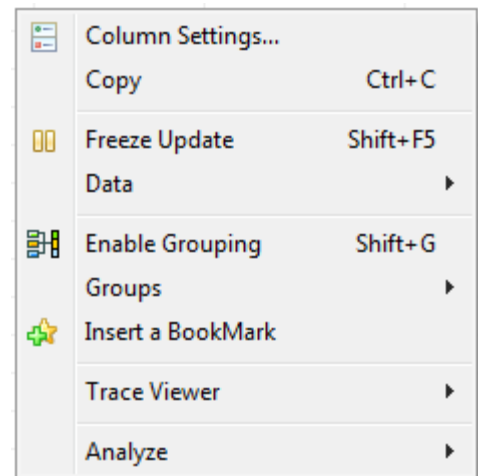 Column Settings...
Copy Ctrl+C
Freeze Update Shift+F5
Data
Enable Grouping Shift+G
Groups
Insert a BookMark
Trace Viewer
Analyze